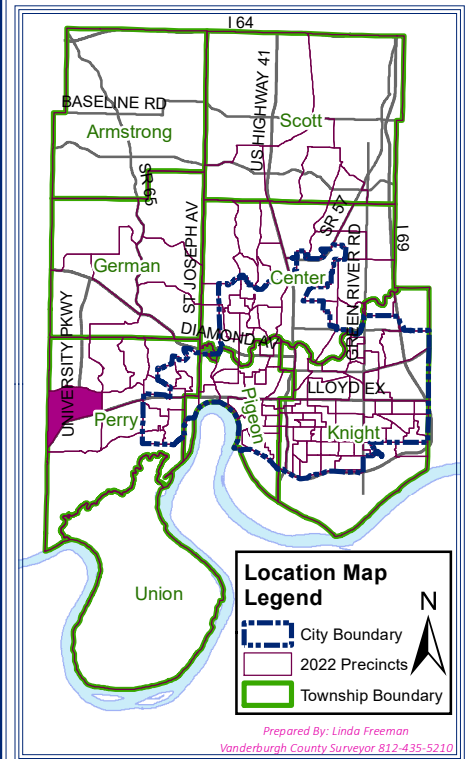 I 64
US HIGHWAY 41
BASELINE RD
Scott
Armstrong
SR 65
ST JOSEPH AV
SR 57
I 69
GREEN RIVER RD
German
Center
UNIVERSITY PKWY
DIAMOND AV
LLOYD EX
Perry
Pigeon
Knight
Union
Location Map
Legend
N
City Boundary
2022 Precincts
Township Boundary
Prepared By: Linda Freeman
Vanderburgh County Surveyor 812-435-5210